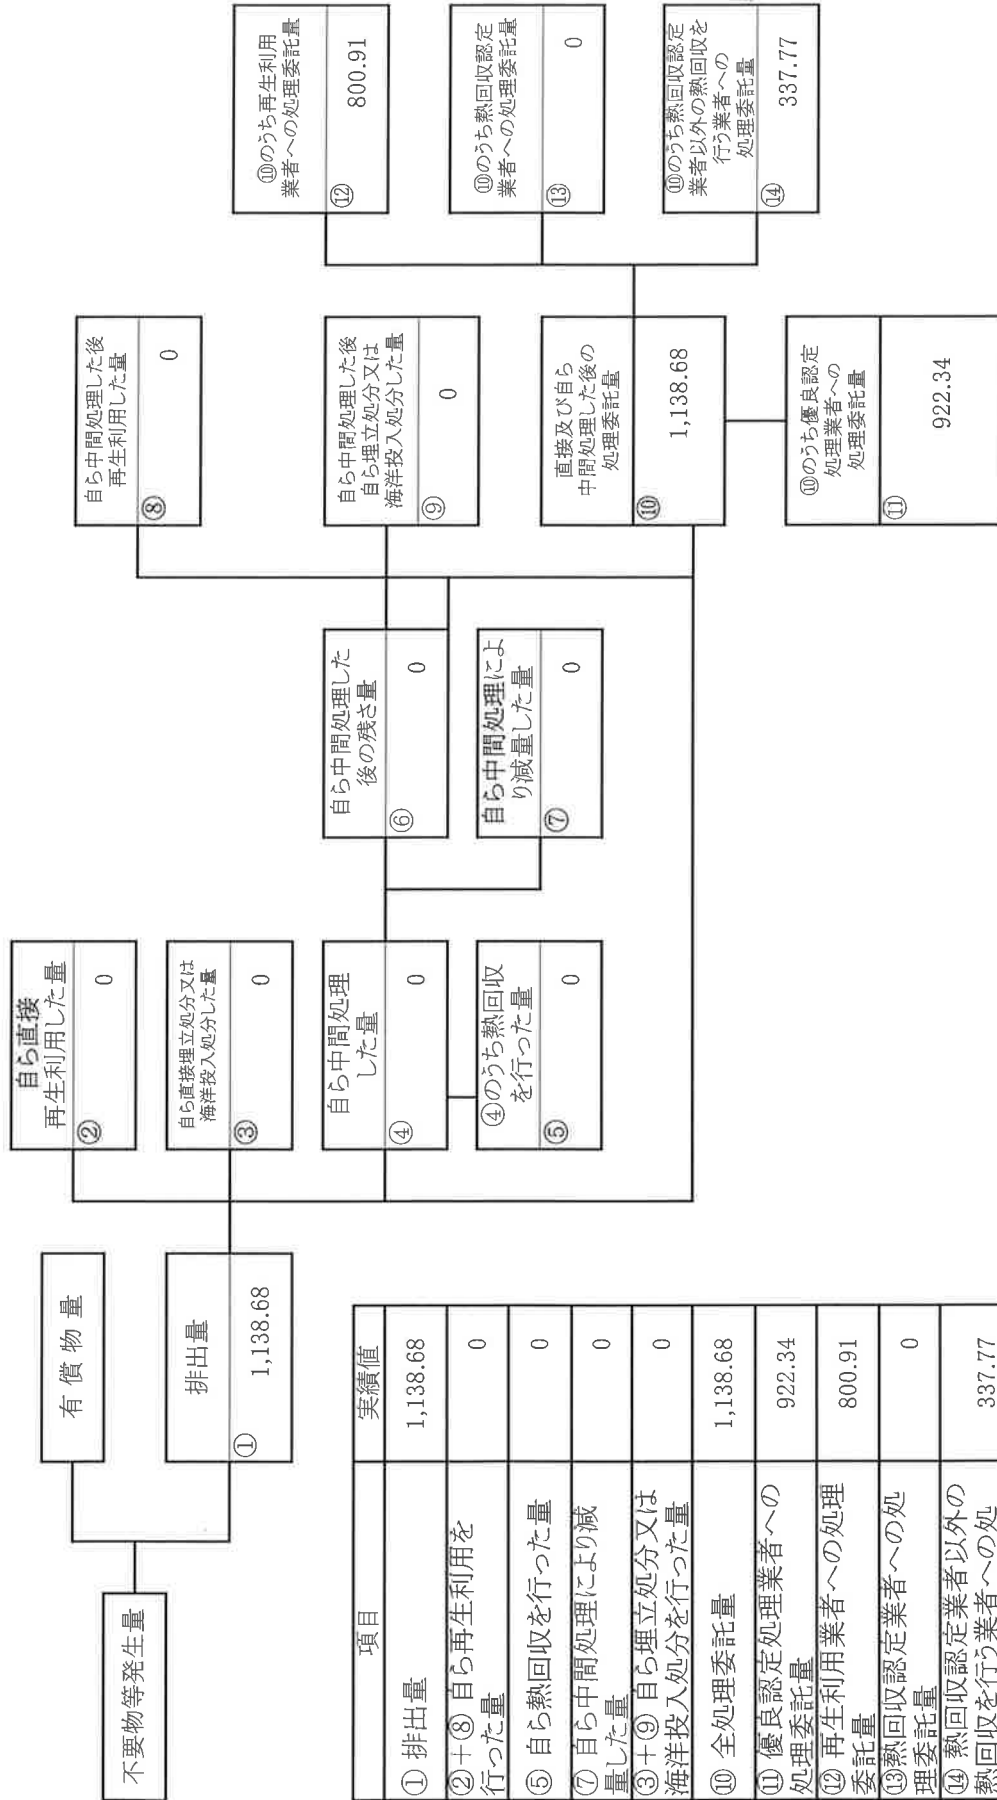 不要物等発生量
有償物量
排出量
①
1,138.68
自ら直接
再生利用した量
②
0
自ら直接埋立処分又は
海洋投入処分した量
③
0
自ら中間処理
した量
④
0
④のうち熱回収
を行った量
⑤
0
自ら中間処理した
後の残さ量
⑥
0
自ら中間処理によ
り減量した量
⑦
0
自ら中間処理した後
再生利用した量
⑧
0
自ら中間処理した後
自ら埋立処分又は
海洋投入処分した量
⑨
0
直接及び自ら
中間処理した後の
処理委託量
⑩
1,138.68
⑩のうち優良認定
処理業者への
処理委託量
⑪
922.34
⑩のうち再生利用
業者への処理委託量
⑫
800.91
⑩のうち熱回収認定
業者への処理委託量
⑬
0
⑩のうち熱回収認定
業者以外の熱回収を
行う業者への
処理委託量
⑭
337.77
項目 実績値
① 排出量 1,138.68
②+⑧ 自ら再生利用を
行った量 0
⑤ 自ら熱回収を行った量 0
⑦ 自ら中間処理により減
量した量 0
③+⑨ 自ら埋立処分又は
海洋投入処分を行った量 0
⑩ 全処理委託量 1,138.68
⑪ 優良認定処理業者への
処理委託量 922.34
⑫ 再生利用業者への処理
委託量 800.91
⑬熱回収認定業者への処
理委託量 0
⑭ 熱回収認定業者以外の
熱回収を行う業者への処 337.77